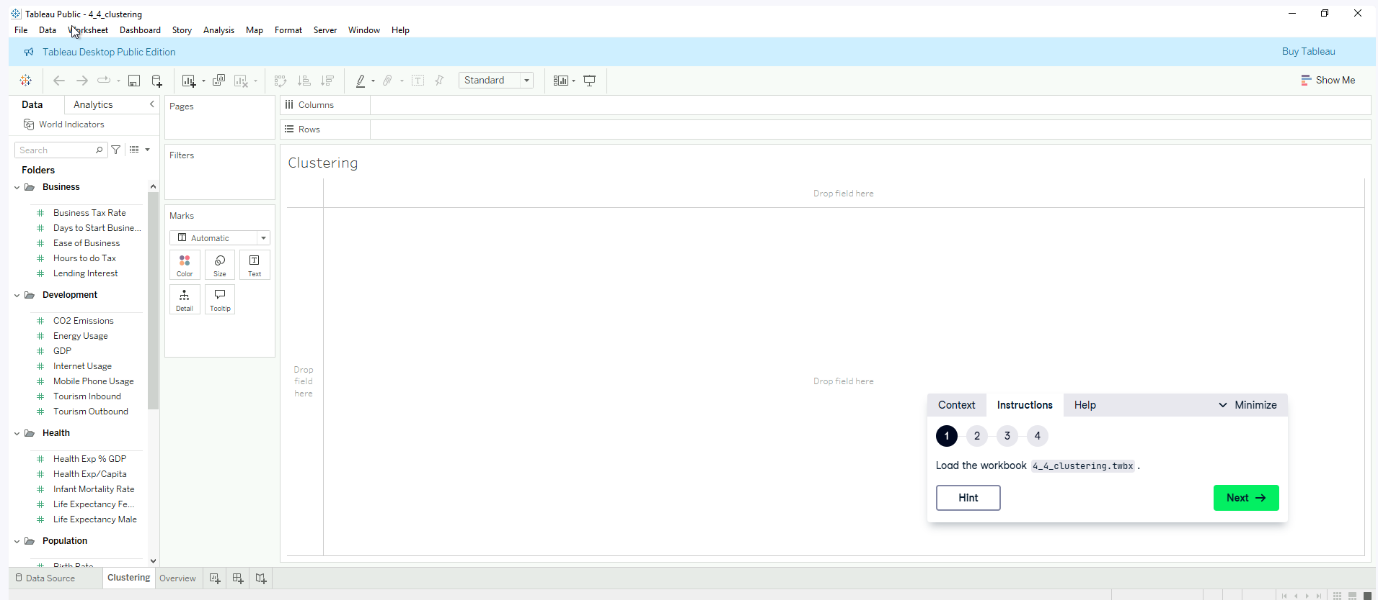 Tableau Public - 4_4_clustering
File Data Worksheet Dashboard Story Analysis Map Format Server Window Help
Tableau Desktop Public Edition
Buy Tableau
Standard
Show Me
Data
Analytics
World Indicators
Search
Folders
Business
Business Tax Rate
Days to Start Busine...
Ease of Business
Hours to do Tax
Lending Interest
Development
CO2 Emissions
Energy Usage
GDP
Internet Usage
Mobile Phone Usage
Tourism Inbound
Tourism Outbound
Health
Health Exp % GDP
Health Exp/Capita
Infant Mortality Rate
Life Expectancy Fe...
Life Expectancy Male
Population
Birth Rate
Pages
Filters
Marks
Automatic
Color
Size
Text
Detail
Tooltip
Columns
Rows
Clustering
Drop field here
Drop
field
here
Drop field here
Context
Instructions
Help
Minimize
1 2 3 4
Load the workbook 4_4_clustering.twbx .
HInt
Next
Data Source
Clustering
Overview